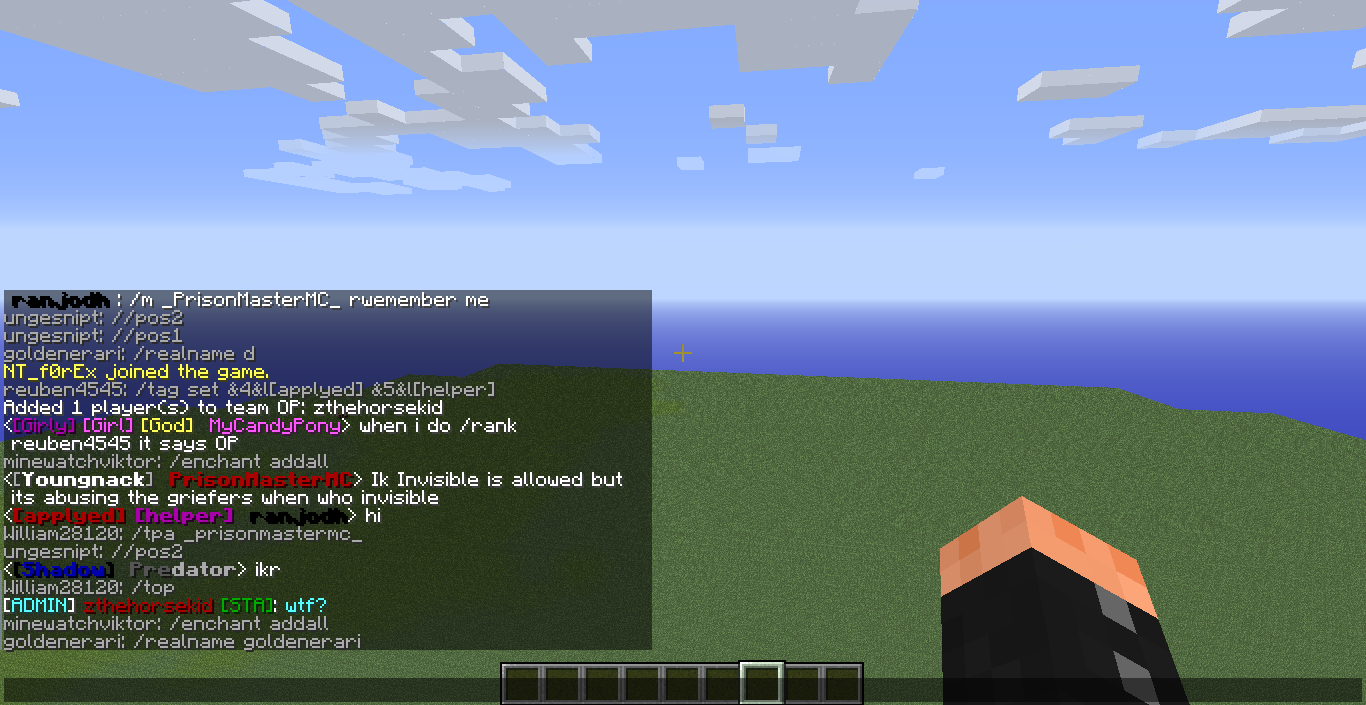 ranjodh : /m _PrisonMasterMC_ rwemember me
ungesnipt: //pos2
ungesnipt: //pos1
goldenerari: /realname d
NT_f0rEx joined the game.
reuben4545: /tag set &4&l[applyed] &5&l[helper]
Added 1 player(s) to team OP: zthehorsekid
<[Girly] [Girl] [God] MyCandyPony> when i do /rank
reuben4545 it says OP
minewatchviktor: /enchant addall
<[Youngnack] PrisonMasterMC> Ik Invisible is allowed but
its abusing the griefers when who invisible
<[applyed] [helper] ranjodh> hi
William28120: /tpa _prisonmastermc_
ungesnipt: //pos2
<[Shadow] Predator> ikr
William28120: /top
[ADMIN] zthehorsekid [STA]: wtf?
minewatchviktor: /enchant addall
goldenerari: /realname goldenerari